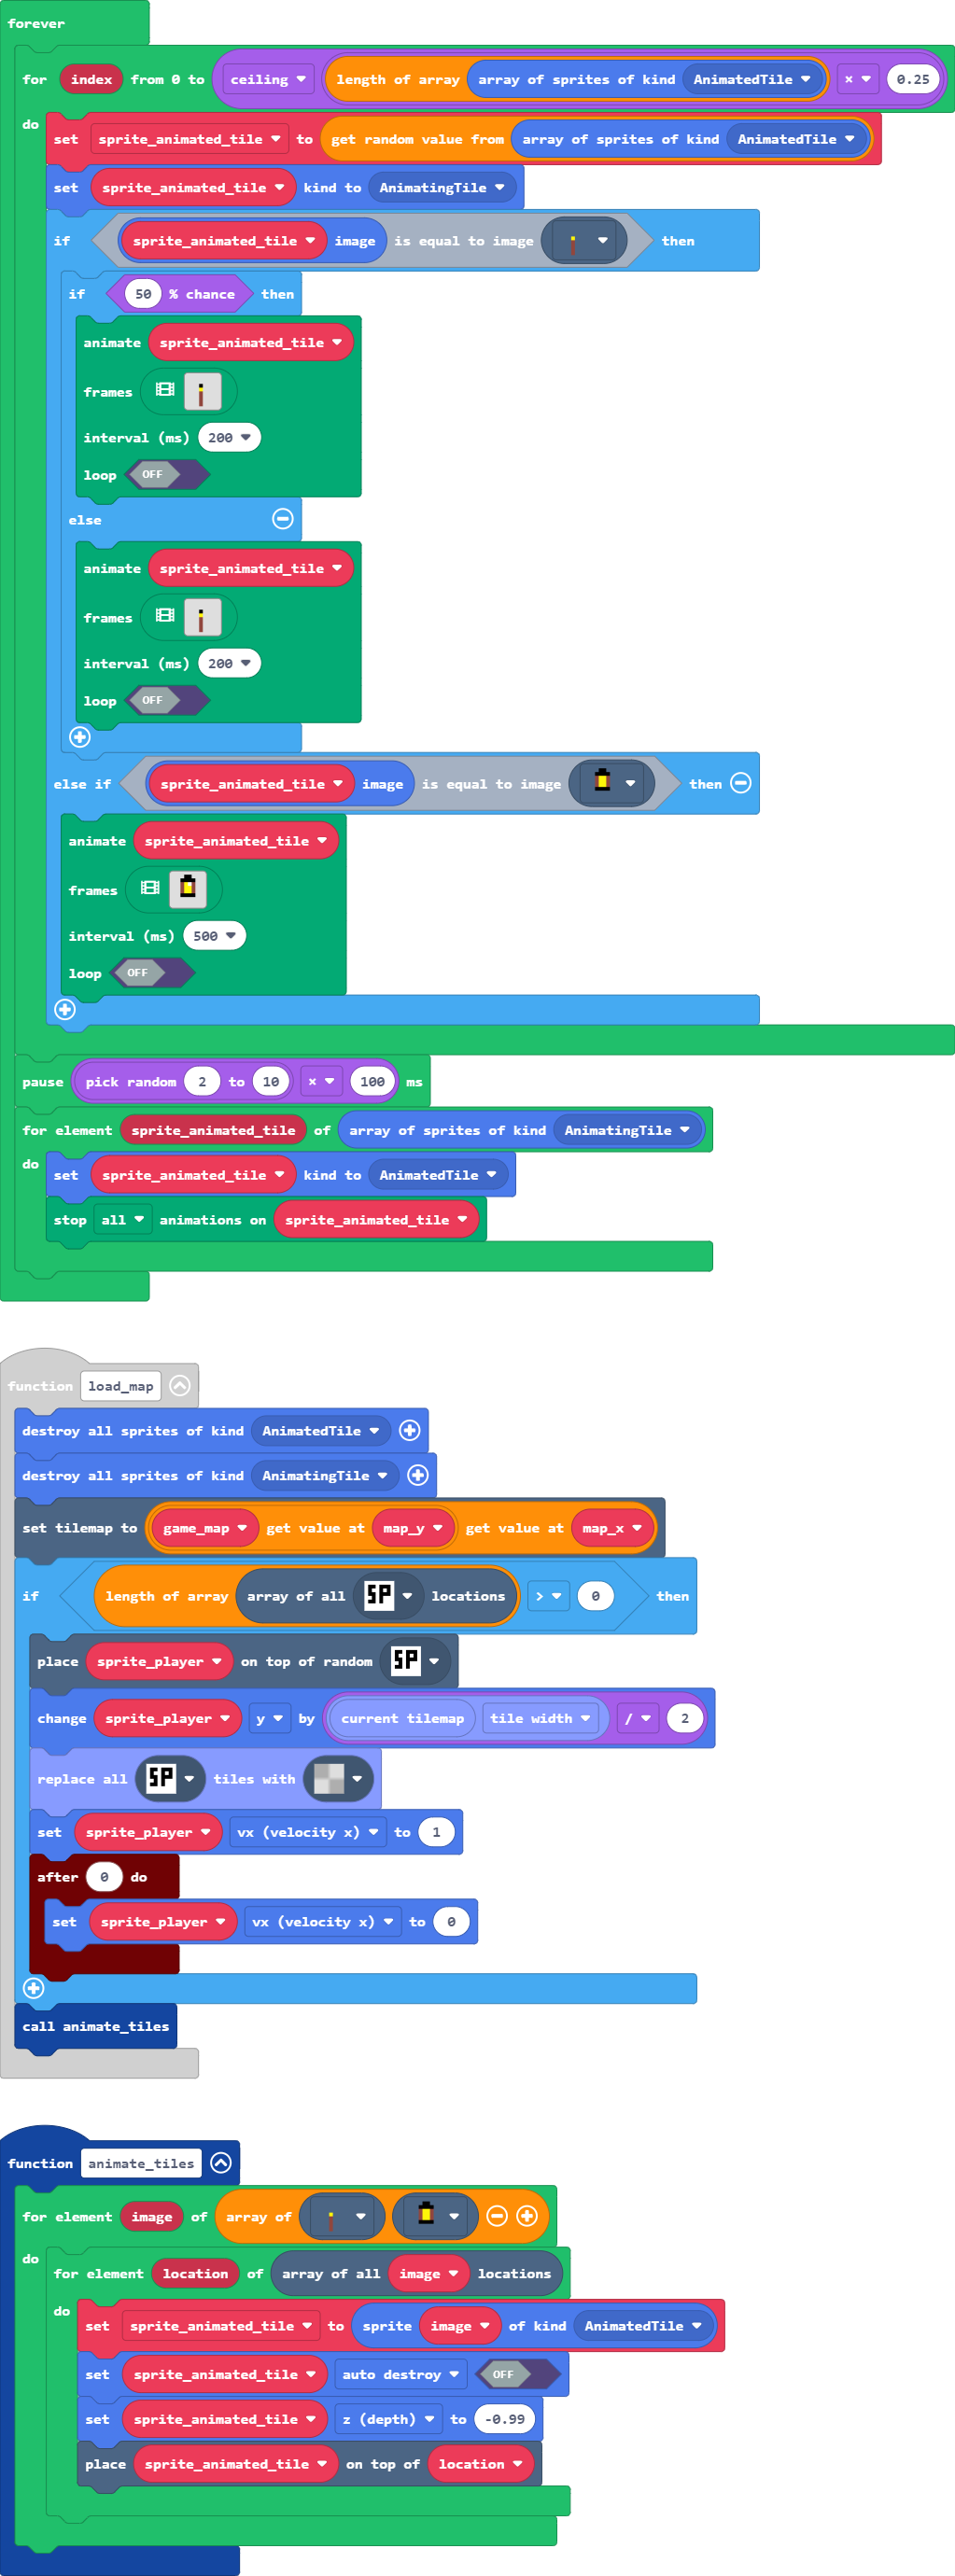 forever
for index from 0 to ceiling length of array array of sprites of kind AnimatedTile × 0.25
do
set sprite_animated_tile to get random value from array of sprites of kind AnimatedTile
set sprite_animated_tile kind to AnimatingTile
if sprite_animated_tile image is equal to image then
if 50 % chance then
animate sprite_animated_tile
frames
interval (ms) 200
loop OFF
else
animate sprite_animated_tile
frames
interval (ms) 200
loop OFF
else if sprite_animated_tile image is equal to image then
animate sprite_animated_tile
frames
interval (ms) 500
loop OFF
pause pick random 2 to 10 × 100 ms
for element sprite_animated_tile of array of sprites of kind AnimatingTile
do
set sprite_animated_tile kind to AnimatedTile
stop all animations on sprite_animated_tile
function load_map
destroy all sprites of kind AnimatedTile
destroy all sprites of kind AnimatingTile
set tilemap to game_map get value at map_y get value at map_x
if length of array array of all SP locations > 0 then
place sprite_player on top of random SP
change sprite_player y by current tilemap tile width / 2
replace all SP tiles with
set sprite_player vx (velocity x) to 1
after 0 do
set sprite_player vx (velocity x) to 0
call animate_tiles
function animate_tiles
for element image of array of
do
for element location of array of all image locations
do
set sprite_animated_tile to sprite image of kind AnimatedTile
set sprite_animated_tile auto destroy OFF
set sprite_animated_tile z (depth) to -0.99
place sprite_animated_tile on top of location